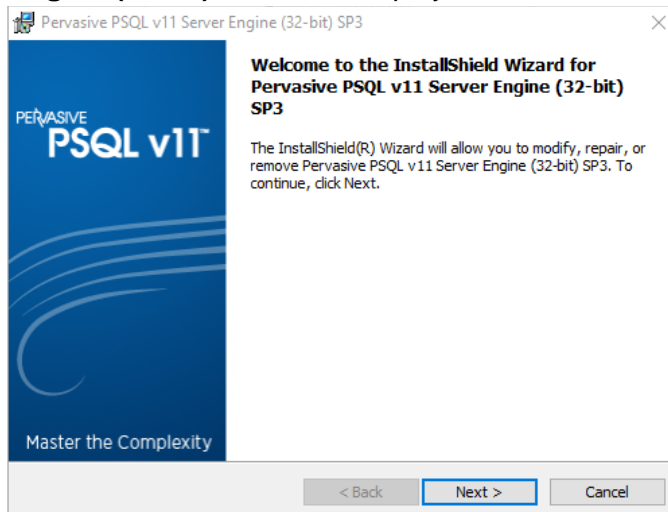 Pervasive PSQL v11 Server Engine (32-bit) SP3
Welcome to the InstallShield Wizard for
Pervasive PSQL v11 Server Engine (32-bit)
SP3
PERVASIVE
PSQL v11™
The InstallShield(R) Wizard will allow you to modify, repair, or
remove Pervasive PSQL v11 Server Engine (32-bit) SP3. To
continue, click Next.
Master the Complexity
< Back Next > Cancel